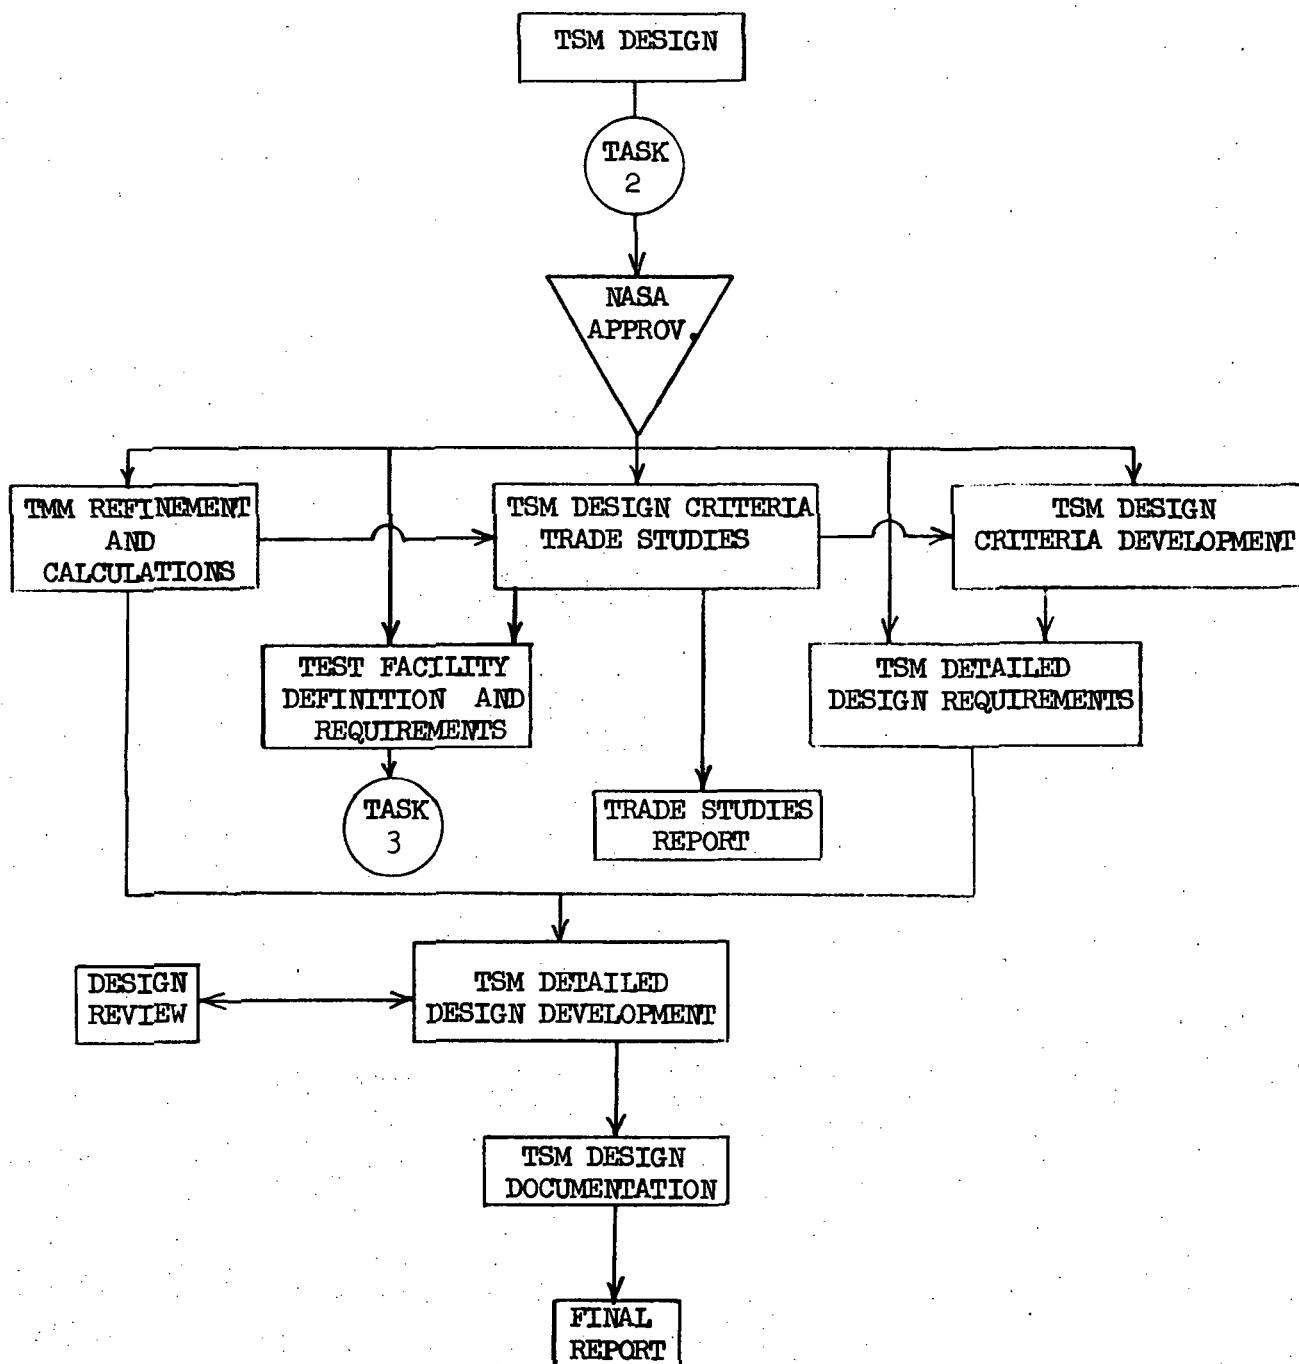 TSM DESIGN
TASK
2
NASA
APPROV.
TMM REFINEMENT
AND
CALCULATIONS
TSM DESIGN CRITERIA
TRADE STUDIES
TSM DESIGN
CRITERIA DEVELOPMENT
TEST FACILITY
DEFINITION AND
REQUIREMENTS
TSM DETAILED
DESIGN REQUIREMENTS
TASK
3
TRADE STUDIES
REPORT
DESIGN
REVIEW
TSM DETAILED
DESIGN DEVELOPMENT
TSM DESIGN
DOCUMENTATION
FINAL
REPORT